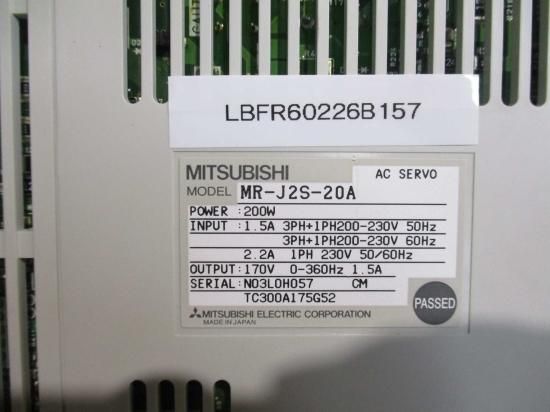 LBFR60226B157
MITSUBISHI AC SERVO
MODEL MR-J2S-20A
POWER :200W
INPUT :1.5A 3PH+1PH200-230V 50Hz
3PH+1PH200-230V 60Hz
2.2A 1PH 230V 50/60Hz
OUTPUT:170V 0-360Hz 1.5A
SERIAL:N03L0H057 CM
TC300A175G52
PASSED
MITSUBISHI ELECTRIC CORPORATION
MADE IN JAPAN